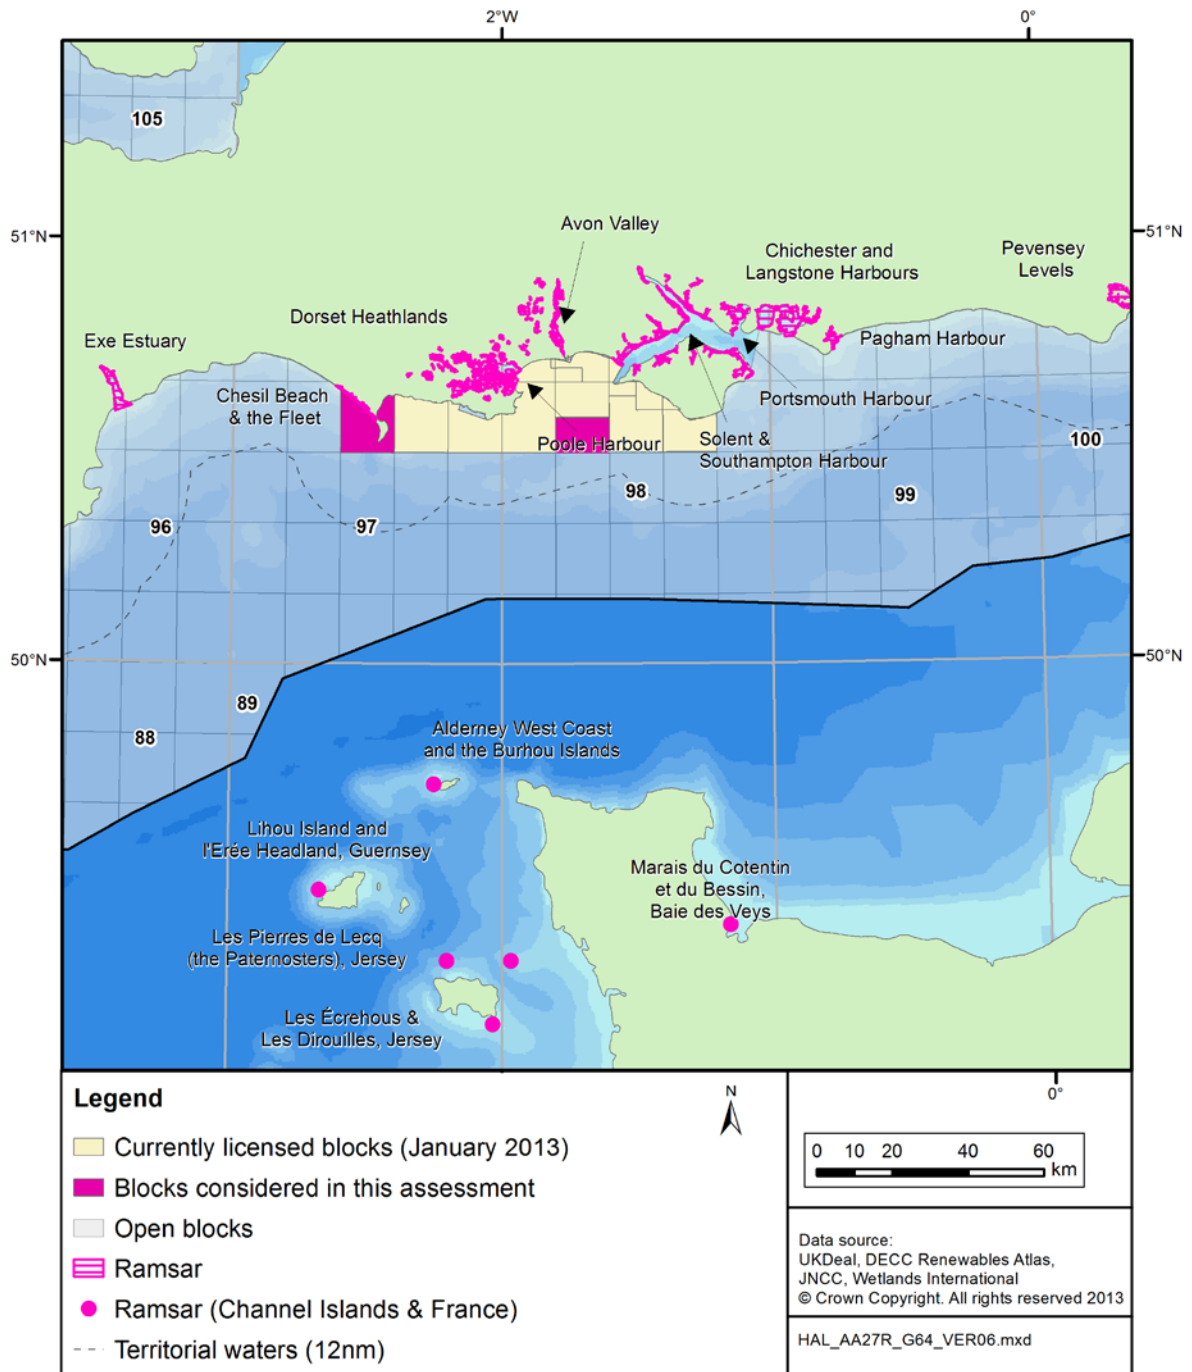 2°W
0°
105
51°N
51°N
Avon Valley
Chichester and
Langstone Harbours
Pevensey
Levels
Dorset Heathlands
Exe Estuary
Pagham Harbour
Chesil Beach
& the Fleet
Portsmouth Harbour
Poole Harbour
Solent &
Southampton Harbour
100
98
99
96
97
50°N
50°N
89
88
Alderney West Coast
and the Burhou Islands
Lihou Island and
l'Erée Headland, Guernsey
Marais du Cotentin
et du Bessin,
Baie des Veys
Les Pierres de Lecq
(the Paternosters), Jersey
Les Écrehous &
Les Dirouilles, Jersey
0°
Legend
Currently licensed blocks (January 2013)
Blocks considered in this assessment
Open blocks
Ramsar
Ramsar (Channel Islands & France)
Territorial waters (12nm)
N
0 10 20 40 60
km
Data source:
UKDeal, DECC Renewables Atlas,
JNCC, Wetlands International
© Crown Copyright. All rights reserved 2013
HAL_AA27R_G64_VER06.mxd